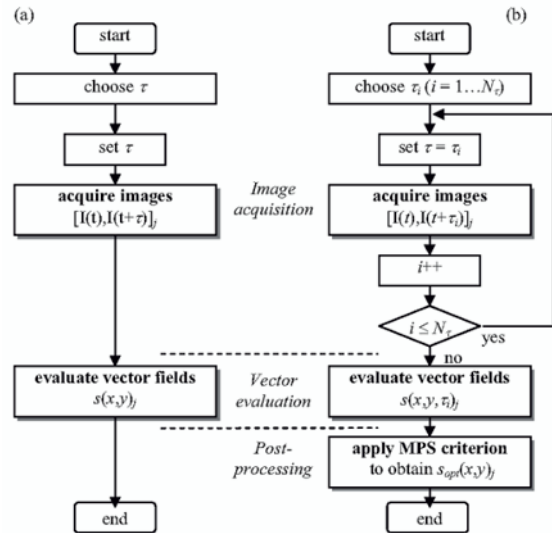 (a)
start
choose τ
set τ
acquire images
[I(t),I(t+τ)]j
evaluate vector fields
s(x,y)j
end
Image
acquisition
Vector
evaluation
Post-
processing
(b)
start
choose τi (i = 1…Nτ)
set τ = τi
acquire images
[I(t),I(t+τi)]j
i++
i ≤ Nτ
yes
no
evaluate vector fields
s(x,y,τi)j
apply MPS criterion
to obtain sopt(x,y)j
end